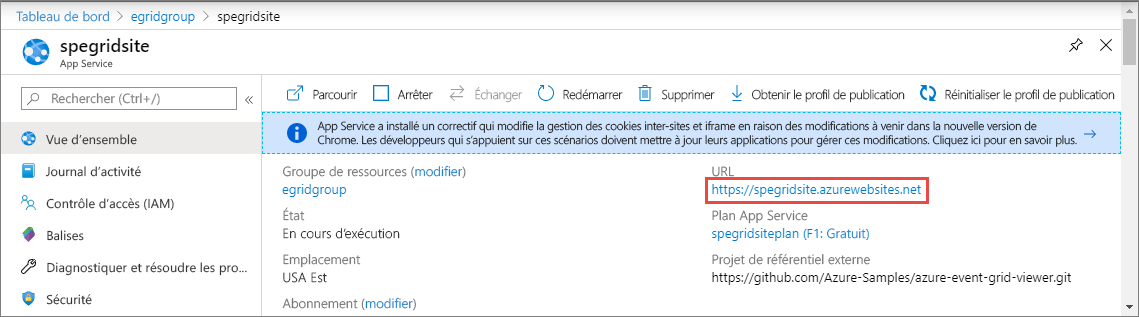 Tableau de bord > egridgroup > spegridsite
spegridsite
App Service
Rechercher (Ctrl+/)
«
Vue d'ensemble
Journal d'activité
Contrôle d'accès (IAM)
Balises
Diagnostiquer et résoudre les pro...
Sécurité
Parcourir Arrêter Échanger Redémarrer Supprimer Obtenir le profil de publication Réinitialiser le profil de publication
App Service a installé un correctif qui modifie la gestion des cookies inter-sites et iframe en raison des modifications à venir dans la nouvelle version de
Chrome. Les développeurs qui s'appuient sur ces scénarios doivent mettre à jour leurs applications pour gérer ces modifications. Cliquez ici pour en savoir plus.
Groupe de ressources (modifier)
egridgroup
État
En cours d'exécution
Emplacement
USA Est
Abonnement (modifier)
URL
https://spegridsite.azurewebsites.net
Plan App Service
spegridsiteplan (F1: Gratuit)
Projet de référentiel externe
https://github.com/Azure-Samples/azure-event-grid-viewer.git